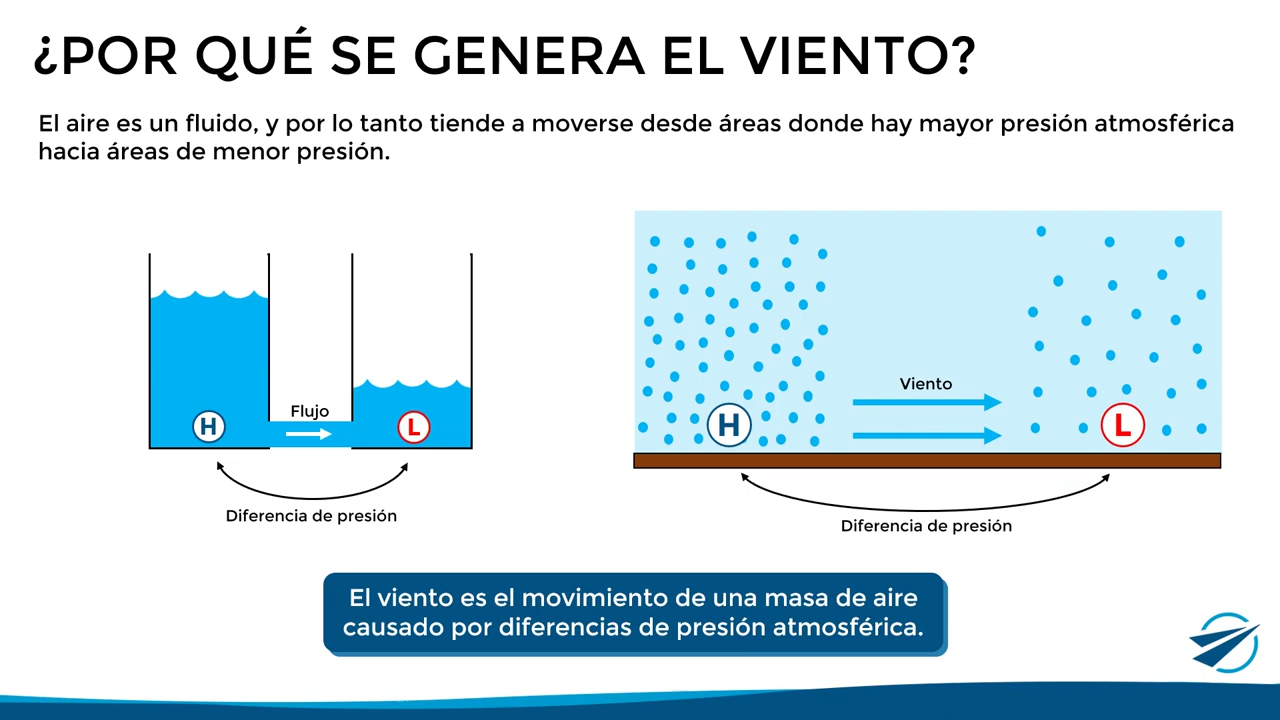 ¿POR QUÉ SE GENERA EL VIENTO?
El aire es un fluido, y por lo tanto tiende a moverse desde áreas donde hay mayor presión atmosférica
hacia áreas de menor presión.
Flujo
H
L
Diferencia de presión
Viento
H
L
Diferencia de presión
El viento es el movimiento de una masa de aire
causado por diferencias de presión atmosférica.